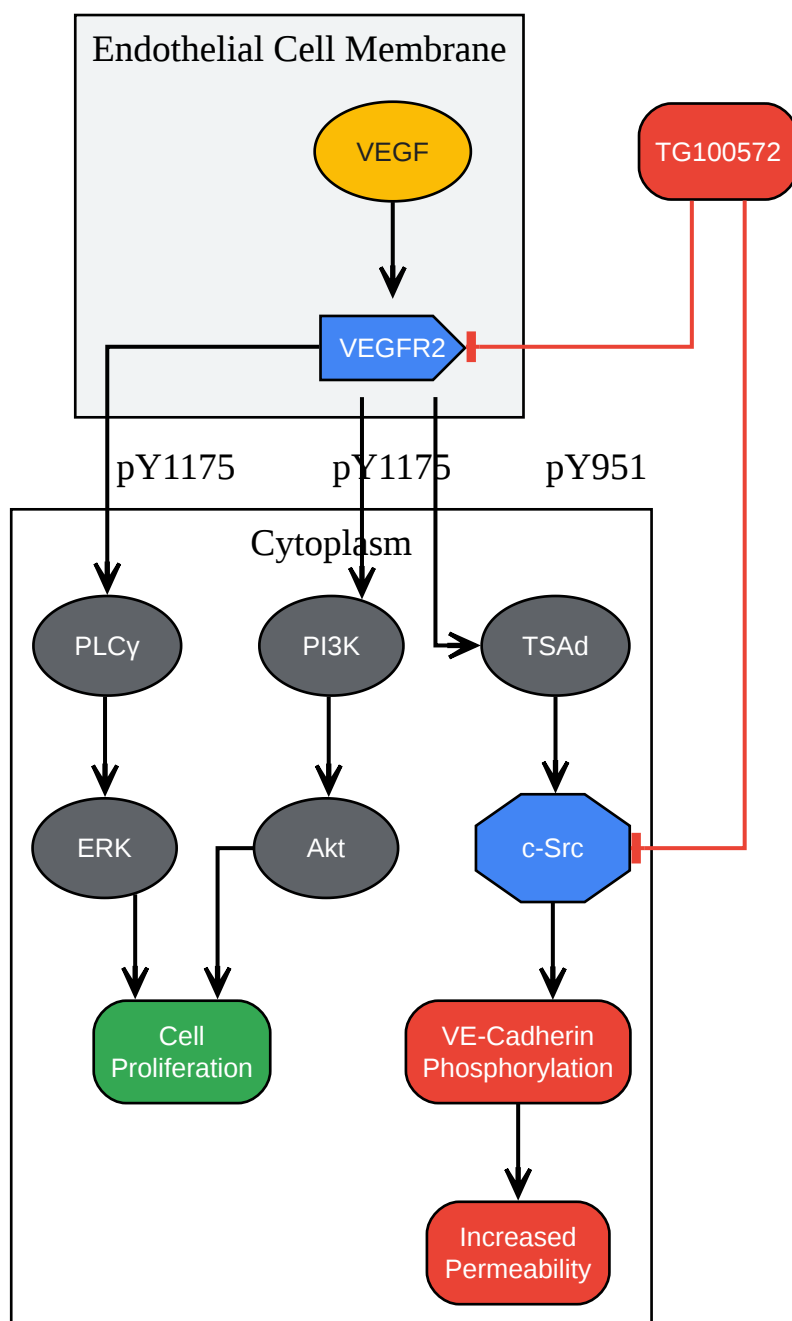 Endothelial Cell Membrane
VEGF
TG100572
VEGFR2
pY1175
pY1175
pY951
Cytoplasm
PLCγ
PI3K
TSAd
ERK
Akt
c-Src
Cell
Proliferation
VE-Cadherin
Phosphorylation
Increased
Permeability